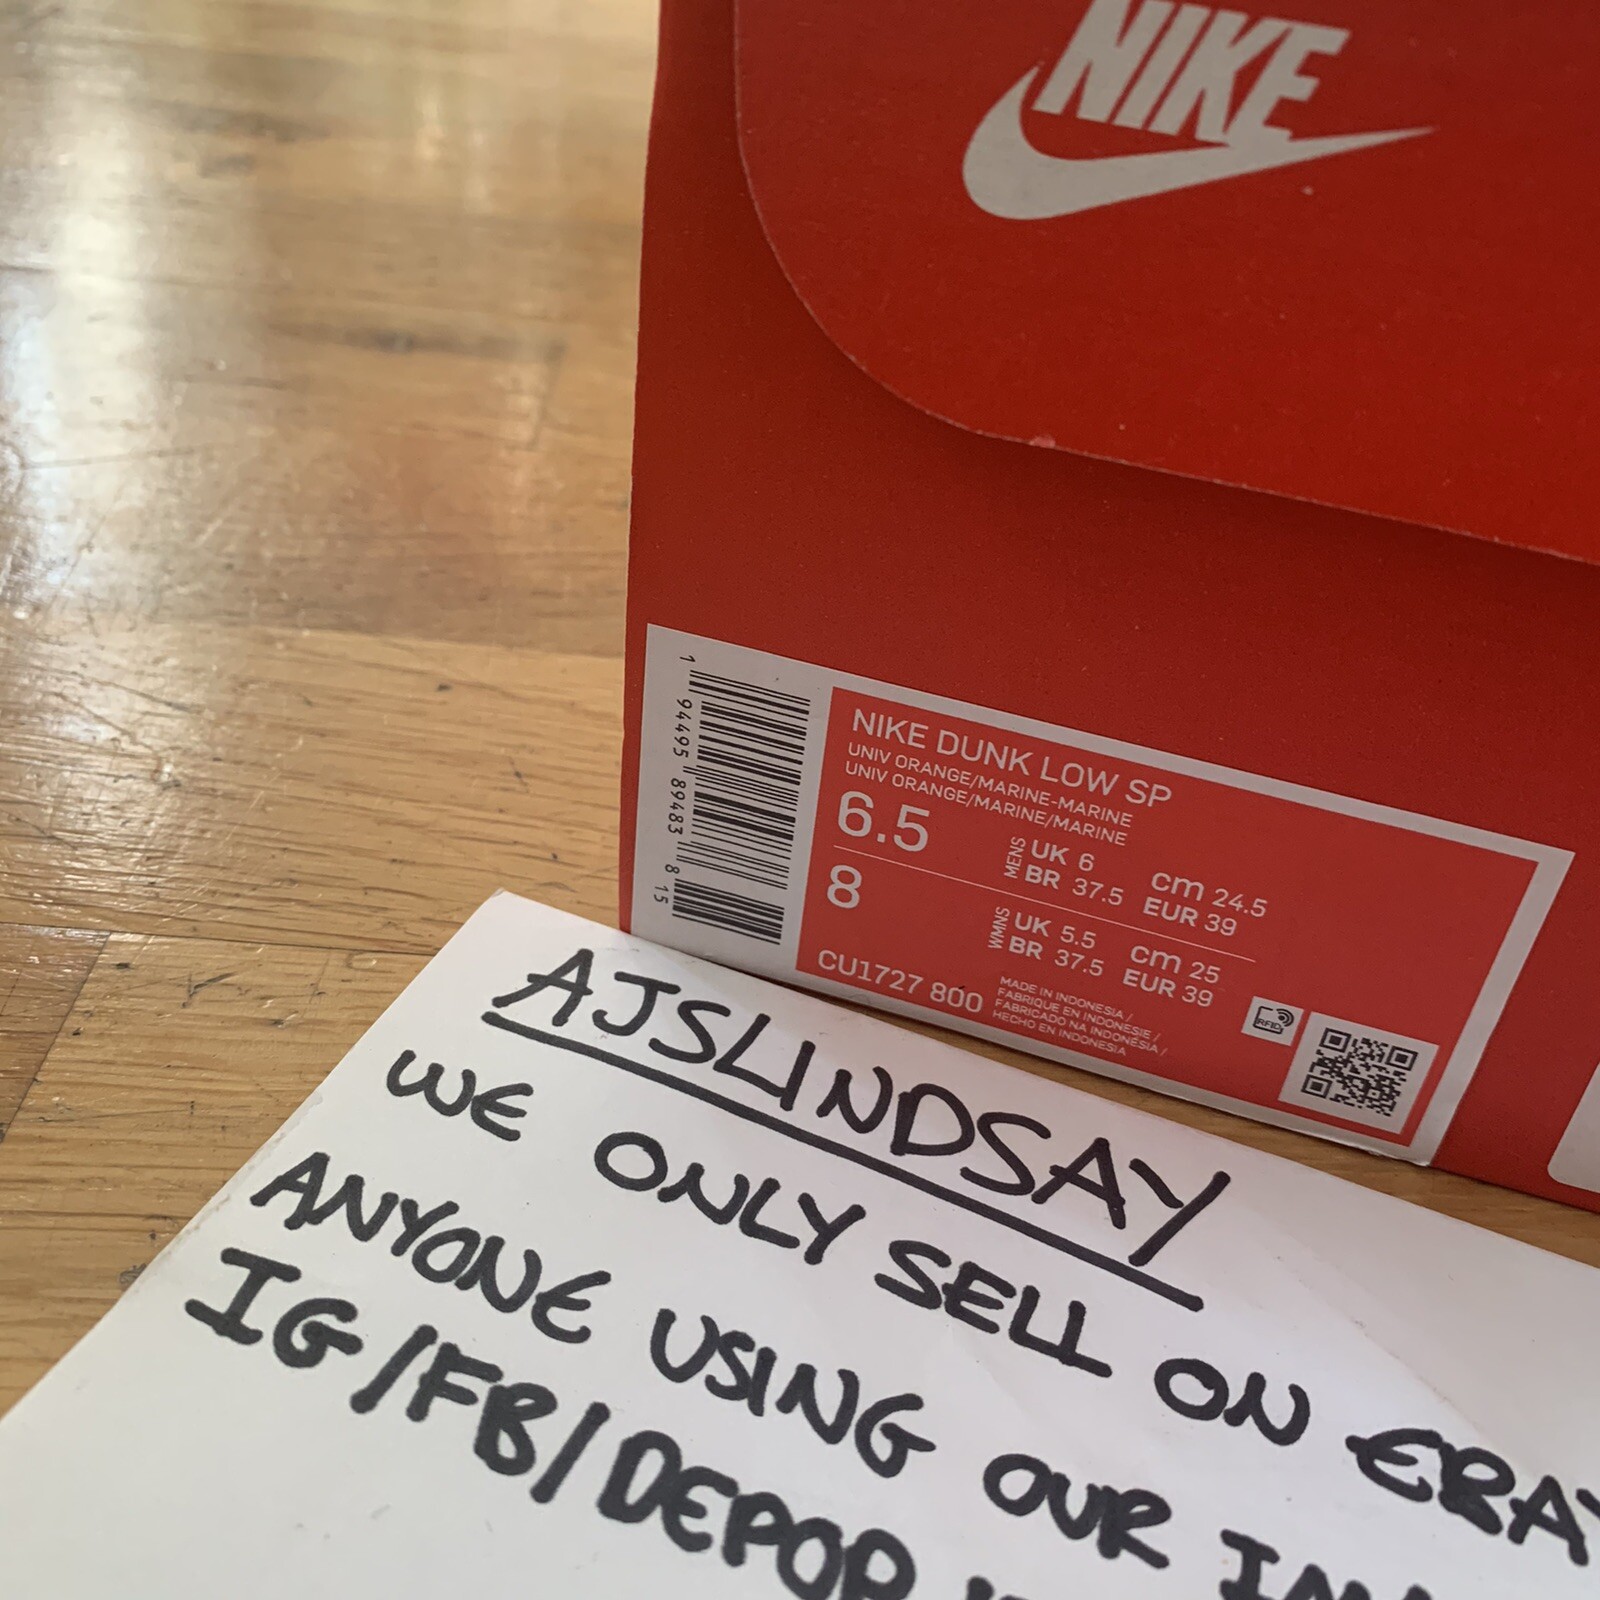 NIKE
NIKE DUNK LOW SP
UNIV ORANGE/MARINE-MARINE
UNIV ORANGE/MARINE/MARINE
6.5
MENS
UK 6
BR 37.5
cm 24.5
EUR 39
8
WMNS
UK 5.5
BR 37.5
cm 25
EUR 39
CU1727 800
MADE IN INDONESIA /
FABRIQUE EN INDONESIE /
FABRICADO NA INDONÉSIA /
HECHO EN INDONESIA
RFID
1 94495 89483 8 15
AJSLINDSAY
WE ONLY SELL ON EBAY
ANYONE USING OUR
IG/FB/DEPOP